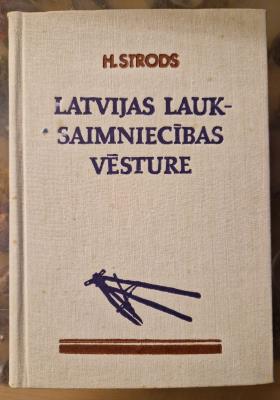 H. STRODS
LATVIJAS LAUK-
SAIMNIECĪBAS
VĒSTURE